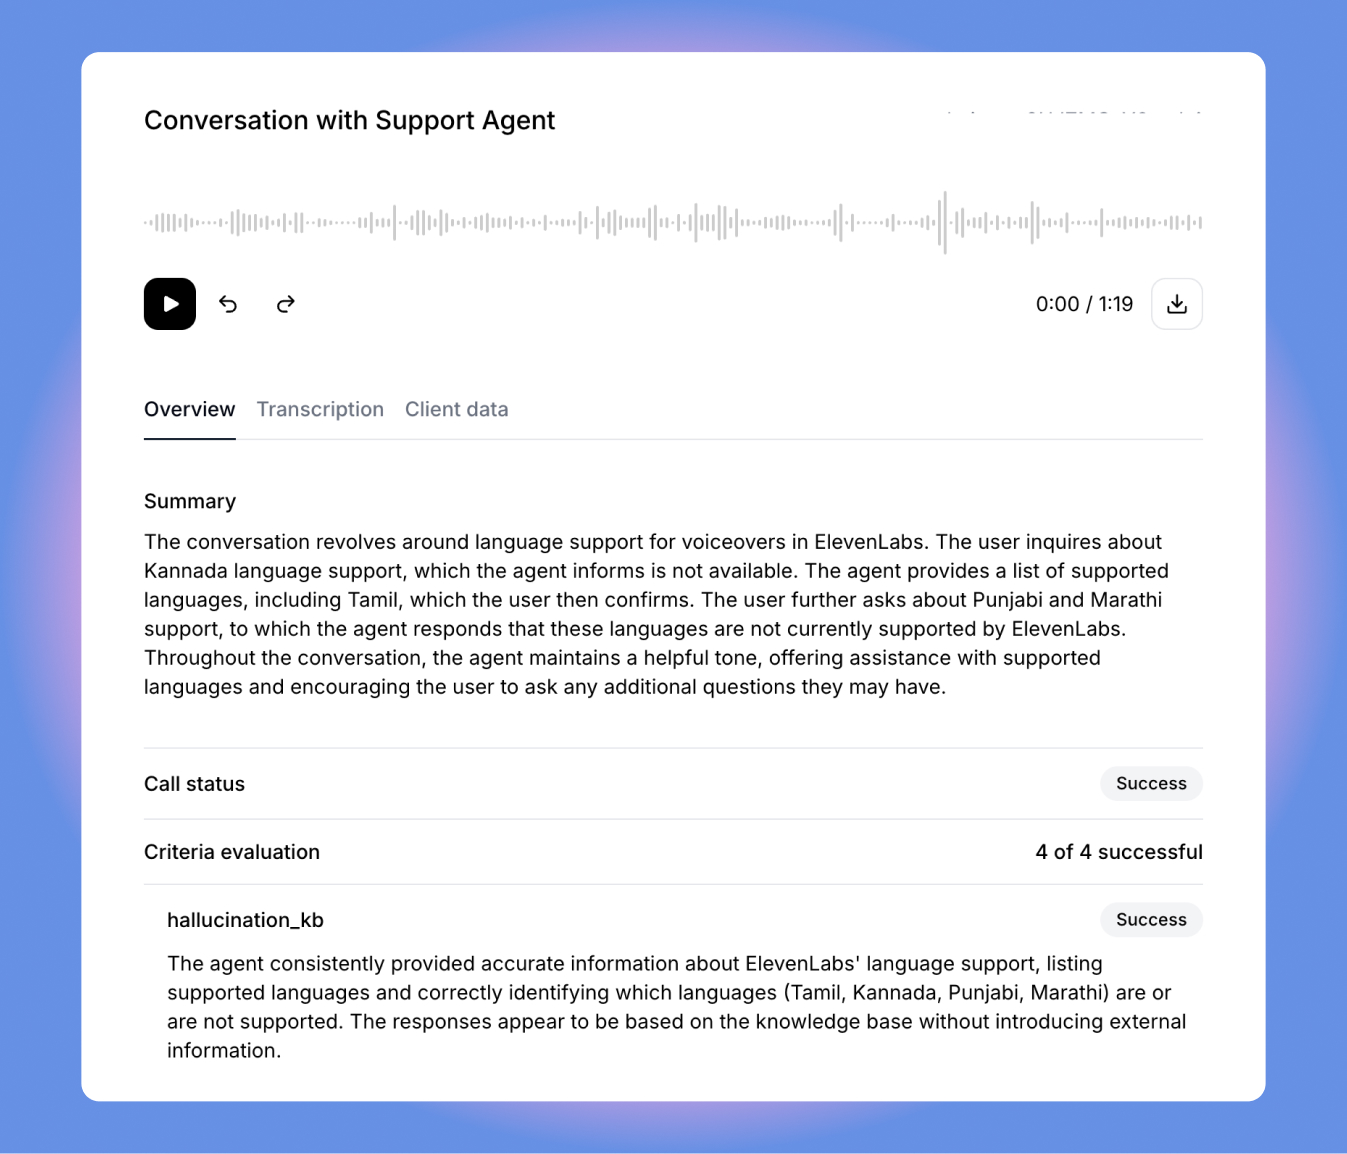 Conversation with Support Agent
0:00 / 1:19
Overview Transcription Client data
Summary
The conversation revolves around language support for voiceovers in ElevenLabs. The user inquires about
Kannada language support, which the agent informs is not available. The agent provides a list of supported
languages, including Tamil, which the user then confirms. The user further asks about Punjabi and Marathi
support, to which the agent responds that these languages are not currently supported by ElevenLabs.
Throughout the conversation, the agent maintains a helpful tone, offering assistance with supported
languages and encouraging the user to ask any additional questions they may have.
Call status Success
Criteria evaluation 4 of 4 successful
hallucination_kb Success
The agent consistently provided accurate information about ElevenLabs' language support, listing
supported languages and correctly identifying which languages (Tamil, Kannada, Punjabi, Marathi) are or
are not supported. The responses appear to be based on the knowledge base without introducing external
information.